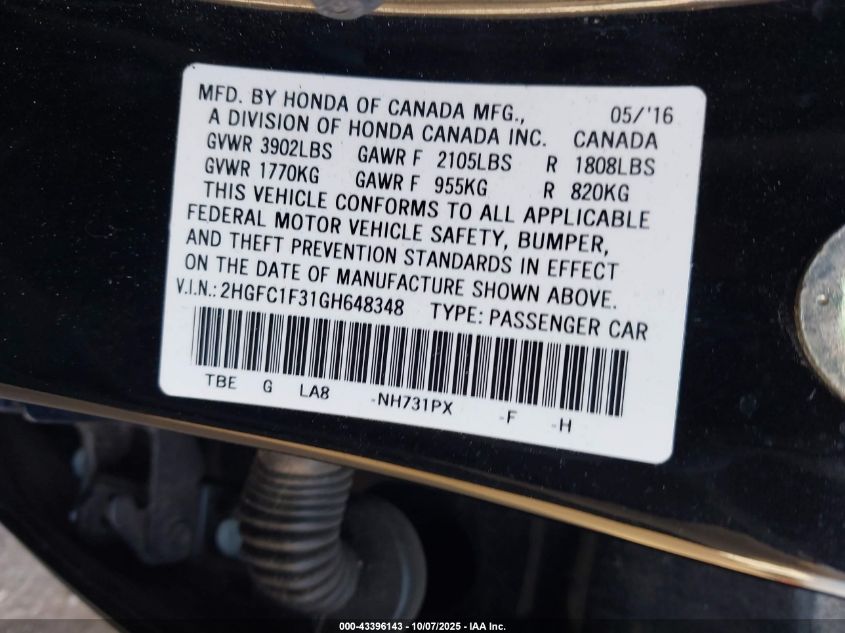 MFD. BY HONDA OF CANADA MFG., 05/'16
A DIVISION OF HONDA CANADA INC. CANADA
GVWR 3902LBS GAWR F 2105LBS R 1808LBS
GVWR 1770KG GAWR F 955KG R 820KG
THIS VEHICLE CONFORMS TO ALL APPLICABLE
FEDERAL MOTOR VEHICLE SAFETY, BUMPER,
AND THEFT PREVENTION STANDARDS IN EFFECT
ON THE DATE OF MANUFACTURE SHOWN ABOVE.
V.I.N.: 2HGFC1F31GH648348 TYPE: PASSENGER CAR
TBE G LA8 -NH731PX -F -H
000-43396143 - 10/07/2025 - IAA Inc.